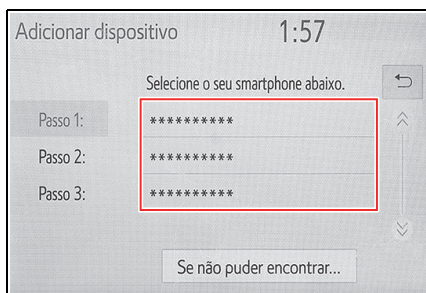 Adicionar dispositivo 1:57
Selecione o seu smartphone abaixo.
Passo 1: **********
Passo 2: **********
Passo 3: **********
Se não puder encontrar...